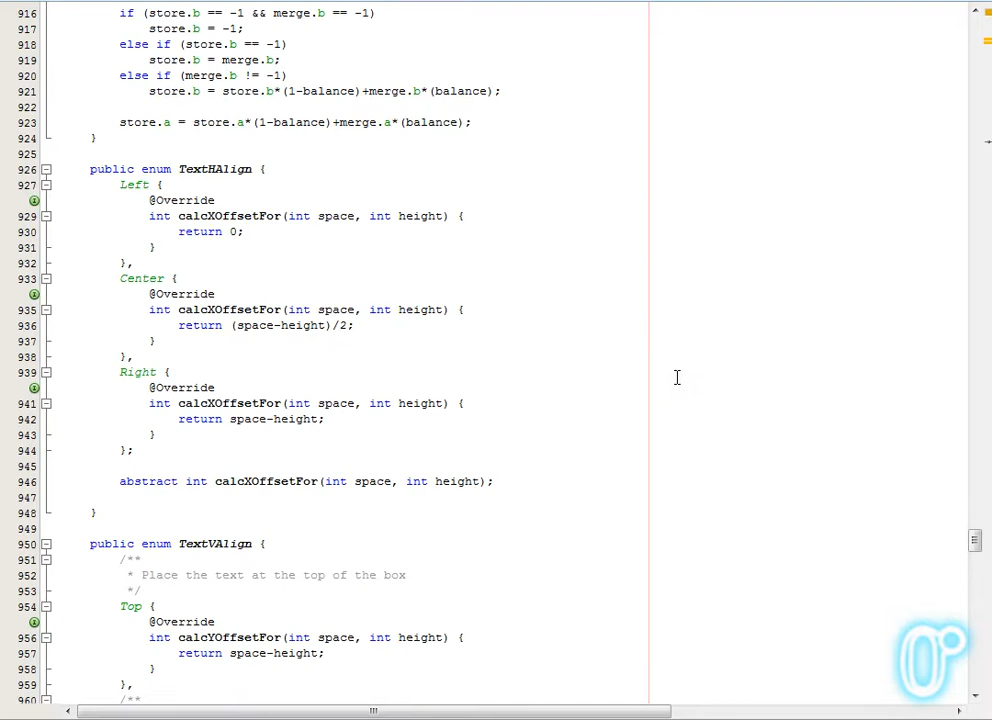 916 if (store.b == -1 && merge.b == -1)
917 store.b = -1;
918 else if (store.b == -1)
919 store.b = merge.b;
920 else if (merge.b != -1)
921 store.b = store.b*(1-balance)+merge.b*(balance);
922
923 store.a = store.a*(1-balance)+merge.a*(balance);
924 }
925
926 public enum TextHAlign {
927 Left {
@Override
929 int calcXOffsetFor(int space, int height) {
930 return 0;
931 }
932 },
933 Center {
@Override
935 int calcXOffsetFor(int space, int height) {
936 return (space-height)/2;
937 }
938 },
939 Right {
@Override
941 int calcXOffsetFor(int space, int height) {
942 return space-height;
943 }
944 };
945
946 abstract int calcXOffsetFor(int space, int height);
947
948 }
949
950 public enum TextVAlign {
951 /**
952 * Place the text at the top of the box
953 */
954 Top {
@Override
956 int calcYOffsetFor(int space, int height) {
957 return space-height;
958 }
959 },
960 /**
0°